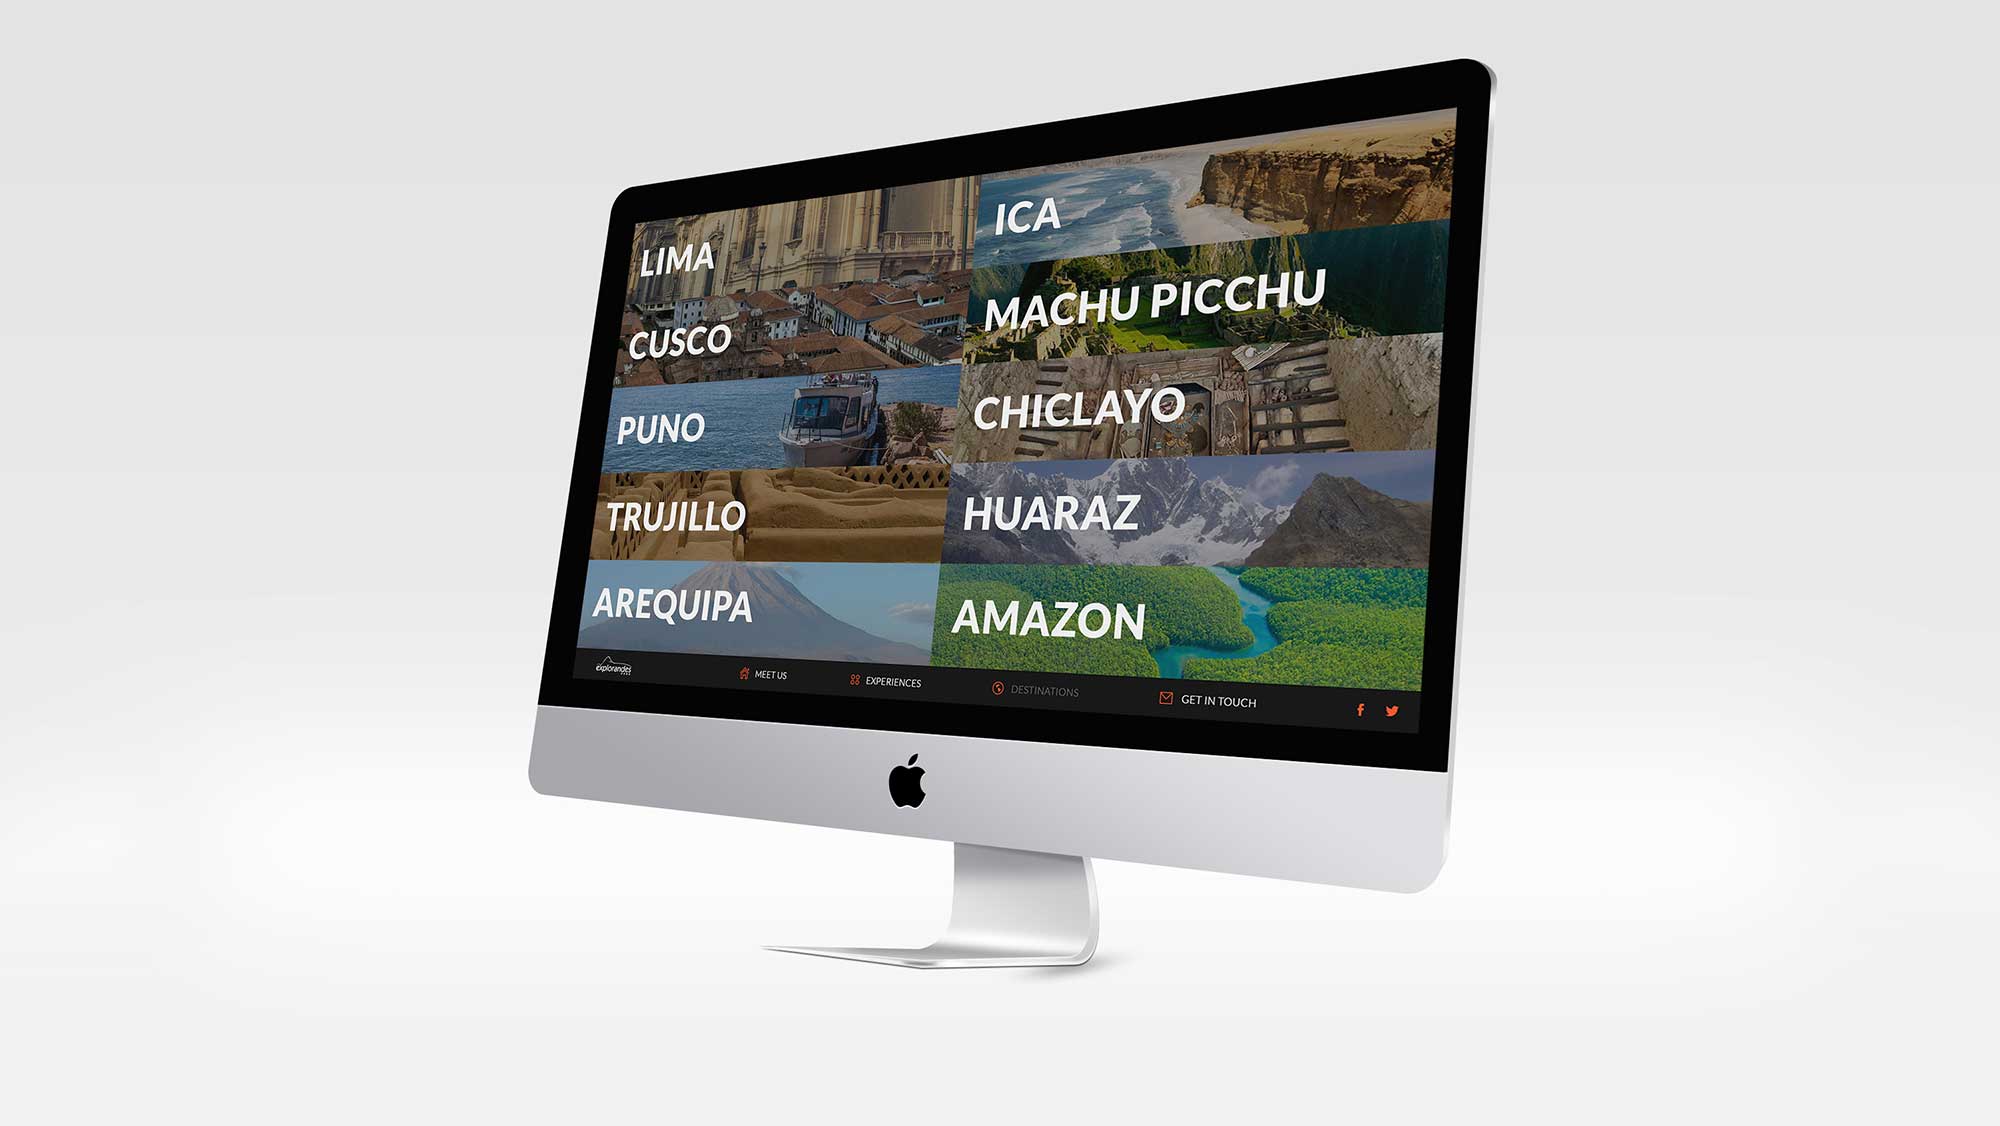 LIMA
CUSCO
PUNO
TRUJILLO
AREQUIPA
ICA
MACHU PICCHU
CHICLAYO
HUARAZ
AMAZON
explorandes
MEET US
EXPERIENCES
DESTINATIONS
GET IN TOUCH